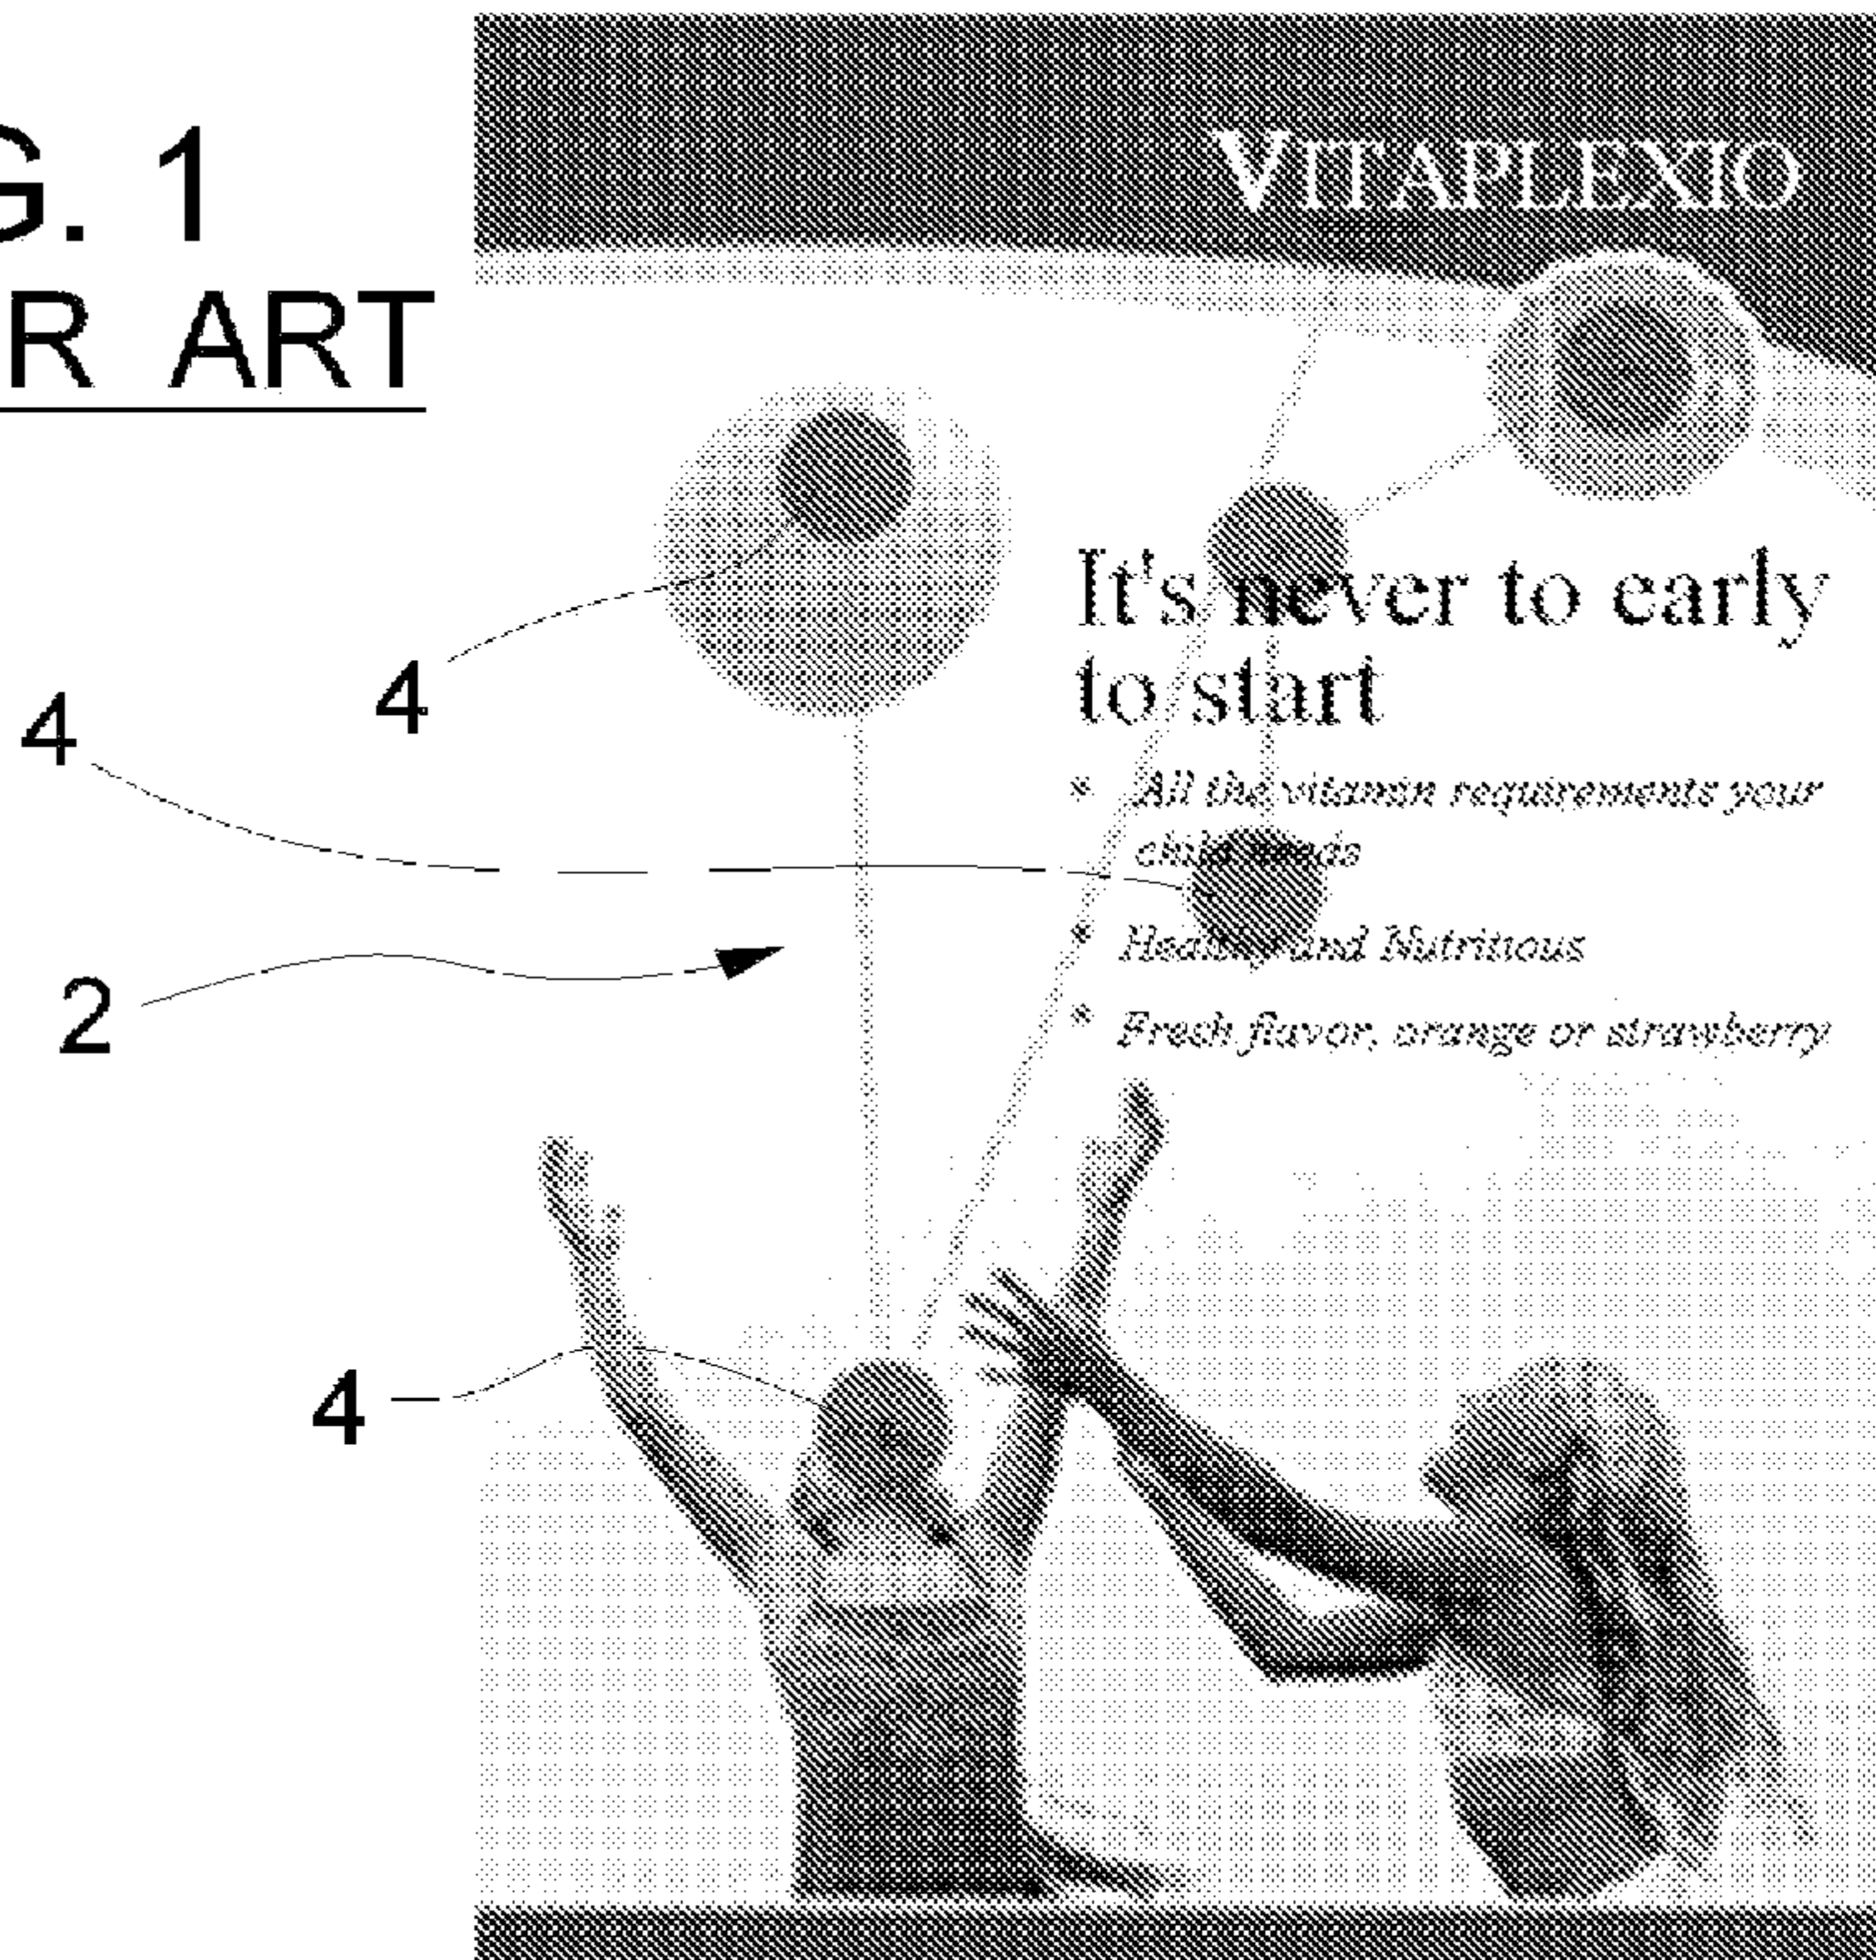 G. 1
R ART
VITAPLEXIO
It's never to early
to start
* All the vitamin requirements your
child needs
* Healthy and Nutritious
* Fresh flavor, orange or strawberry
4
4
2
4